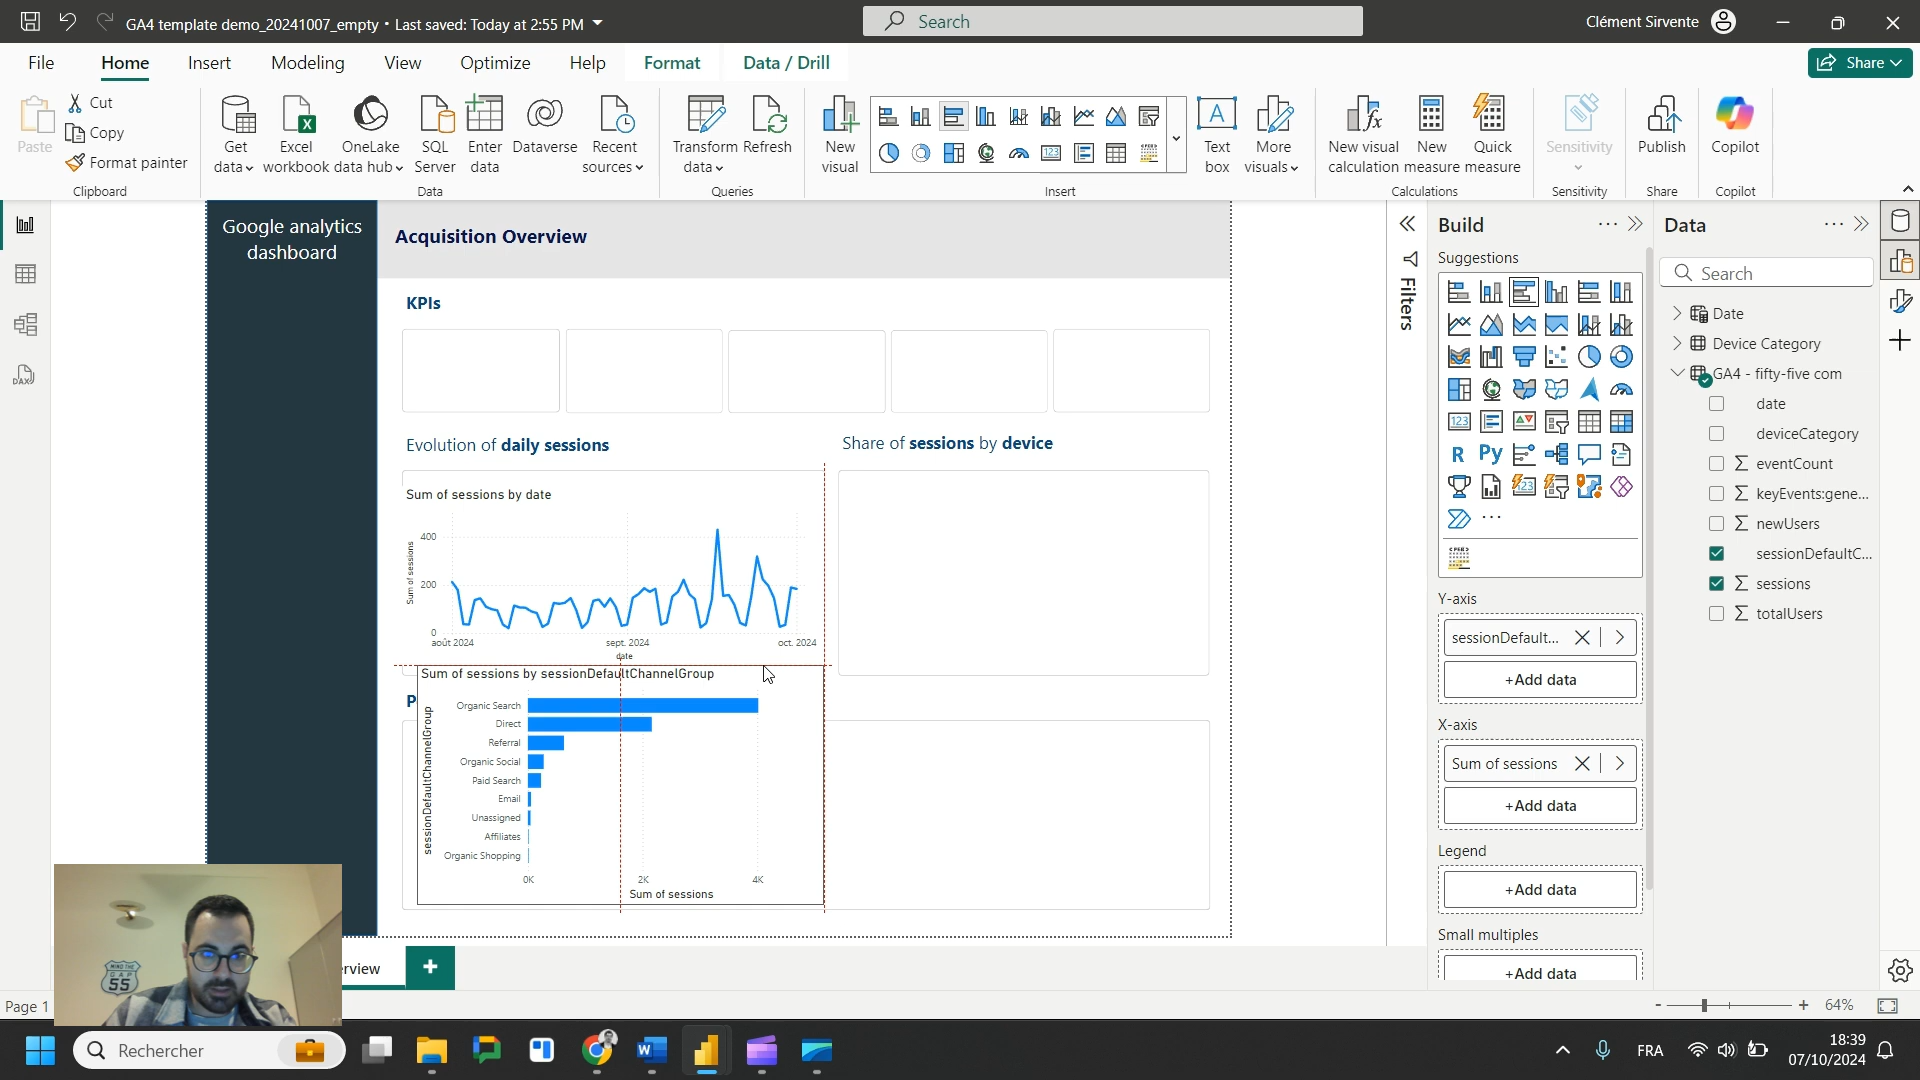 GA4 template demo_20241007_empty • Last saved: Today at 2:55 PM
Search
Clément Sirvente
File
Home
Insert
Modeling
View
Optimize
Help
Format
Data / Drill
Share
Paste
Cut
Copy
Format painter
Clipboard
Get data
Excel workbook
OneLake data hub
SQL Server
Enter data
Dataverse
Recent sources
Data
Transform data
Refresh
Queries
New visual
Text box
More visuals
Insert
New visual calculation
New measure
Quick measure
Calculations
Sensitivity
Sensitivity
Publish
Share
Copilot
Copilot
Google analytics
dashboard
Acquisition Overview
KPIs
Evolution of daily sessions
Share of sessions by device
Sum of sessions by date
Sum of sessions
400
200
0
août 2024
sept. 2024
oct. 2024
date
P
Sum of sessions by sessionDefaultChannelGroup
sessionDefaultChannelGroup
Organic Search
Direct
Referral
Organic Social
Paid Search
Email
Unassigned
Affiliates
Organic Shopping
0K
2K
4K
Sum of sessions
Filters
Build
Suggestions
123
R
Py
123
Y-axis
sessionDefault...
+Add data
X-axis
Sum of sessions
+Add data
Legend
+Add data
Small multiples
+Add data
Data
Search
Date
Device Category
GA4 - fifty-five com
date
deviceCategory
eventCount
keyEvents:gene...
newUsers
sessionDefaultC...
sessions
totalUsers
MIND THE
GAP
55
rview
Page 1
64%
Rechercher
FRA
18:39
07/10/2024